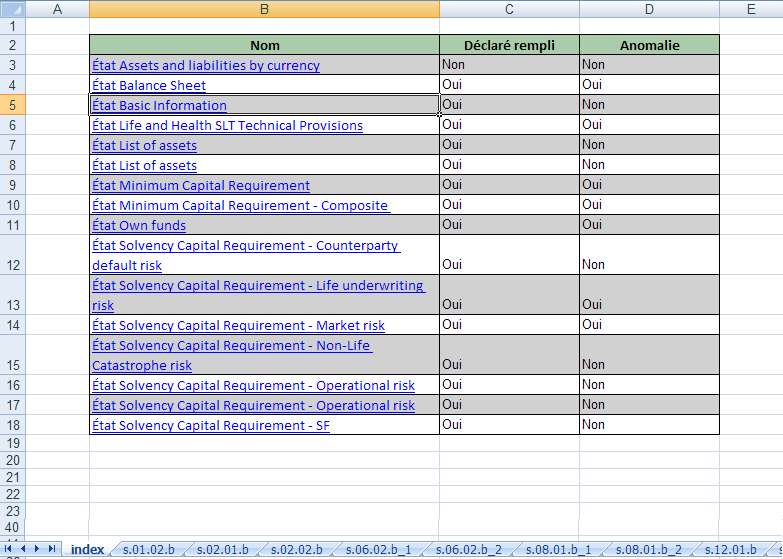 A B C D E
1
2 Nom Déclaré rempli Anomalie
3 État Assets and liabilities by currency Non Non
4 État Balance Sheet Oui Oui
5 État Basic Information Oui Non
6 État Life and Health SLT Technical Provisions Oui Oui
7 État List of assets Oui Non
8 État List of assets Oui Non
9 État Minimum Capital Requirement Oui Oui
10 État Minimum Capital Requirement - Composite Oui Oui
11 État Own funds Oui Oui
État Solvency Capital Requirement - Counterparty
12 default risk Oui Non
État Solvency Capital Requirement - Life underwriting
13 risk Oui Oui
14 État Solvency Capital Requirement - Market risk Oui Oui
État Solvency Capital Requirement - Non-Life
15 Catastrophe risk Oui Non
16 État Solvency Capital Requirement - Operational risk Oui Non
17 État Solvency Capital Requirement - Operational risk Oui Non
18 État Solvency Capital Requirement - SF Oui Non
19
20
21
22
23
40
index s.01.02.b s.02.01.b s.02.02.b s.06.02.b_1 s.06.02.b_2 s.08.01.b_1 s.08.01.b_2 s.12.01.b